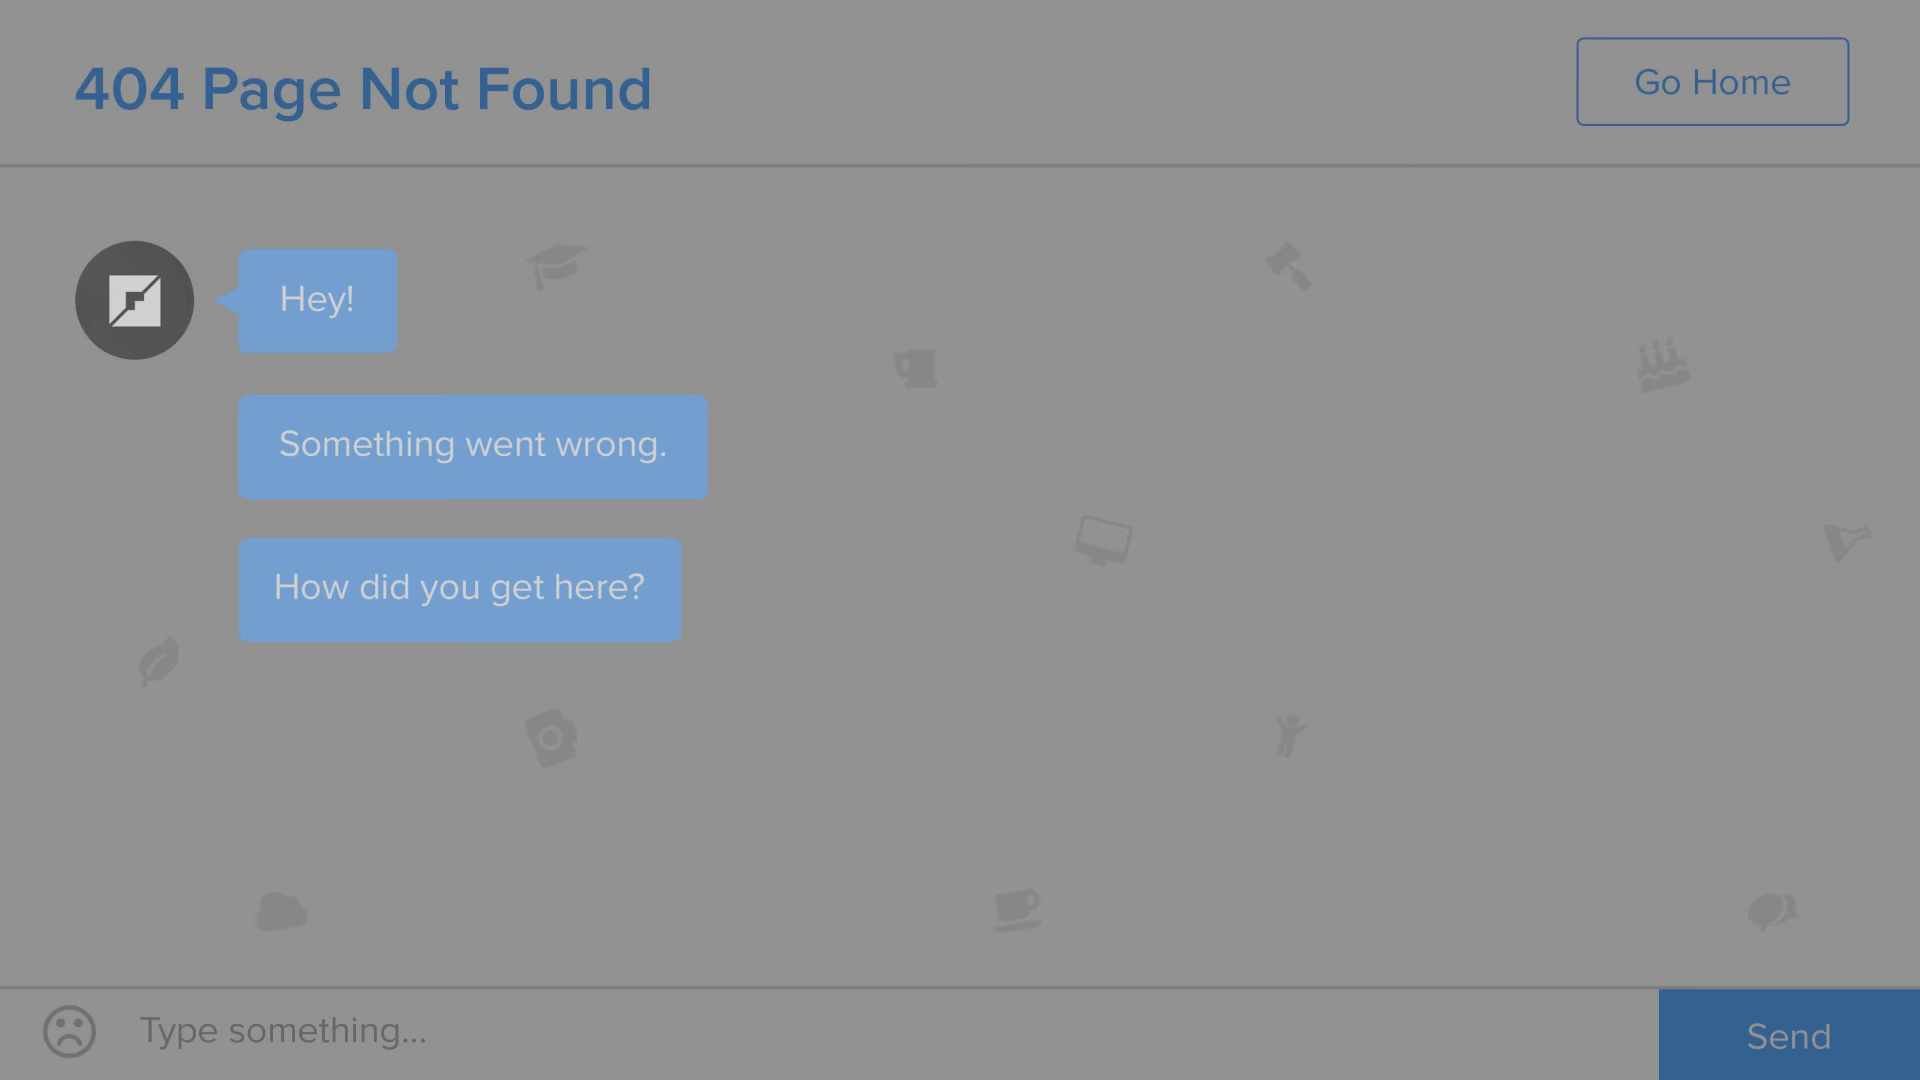 404 Page Not Found
Go Home
Hey!
Something went wrong.
How did you get here?
Type something...
Send